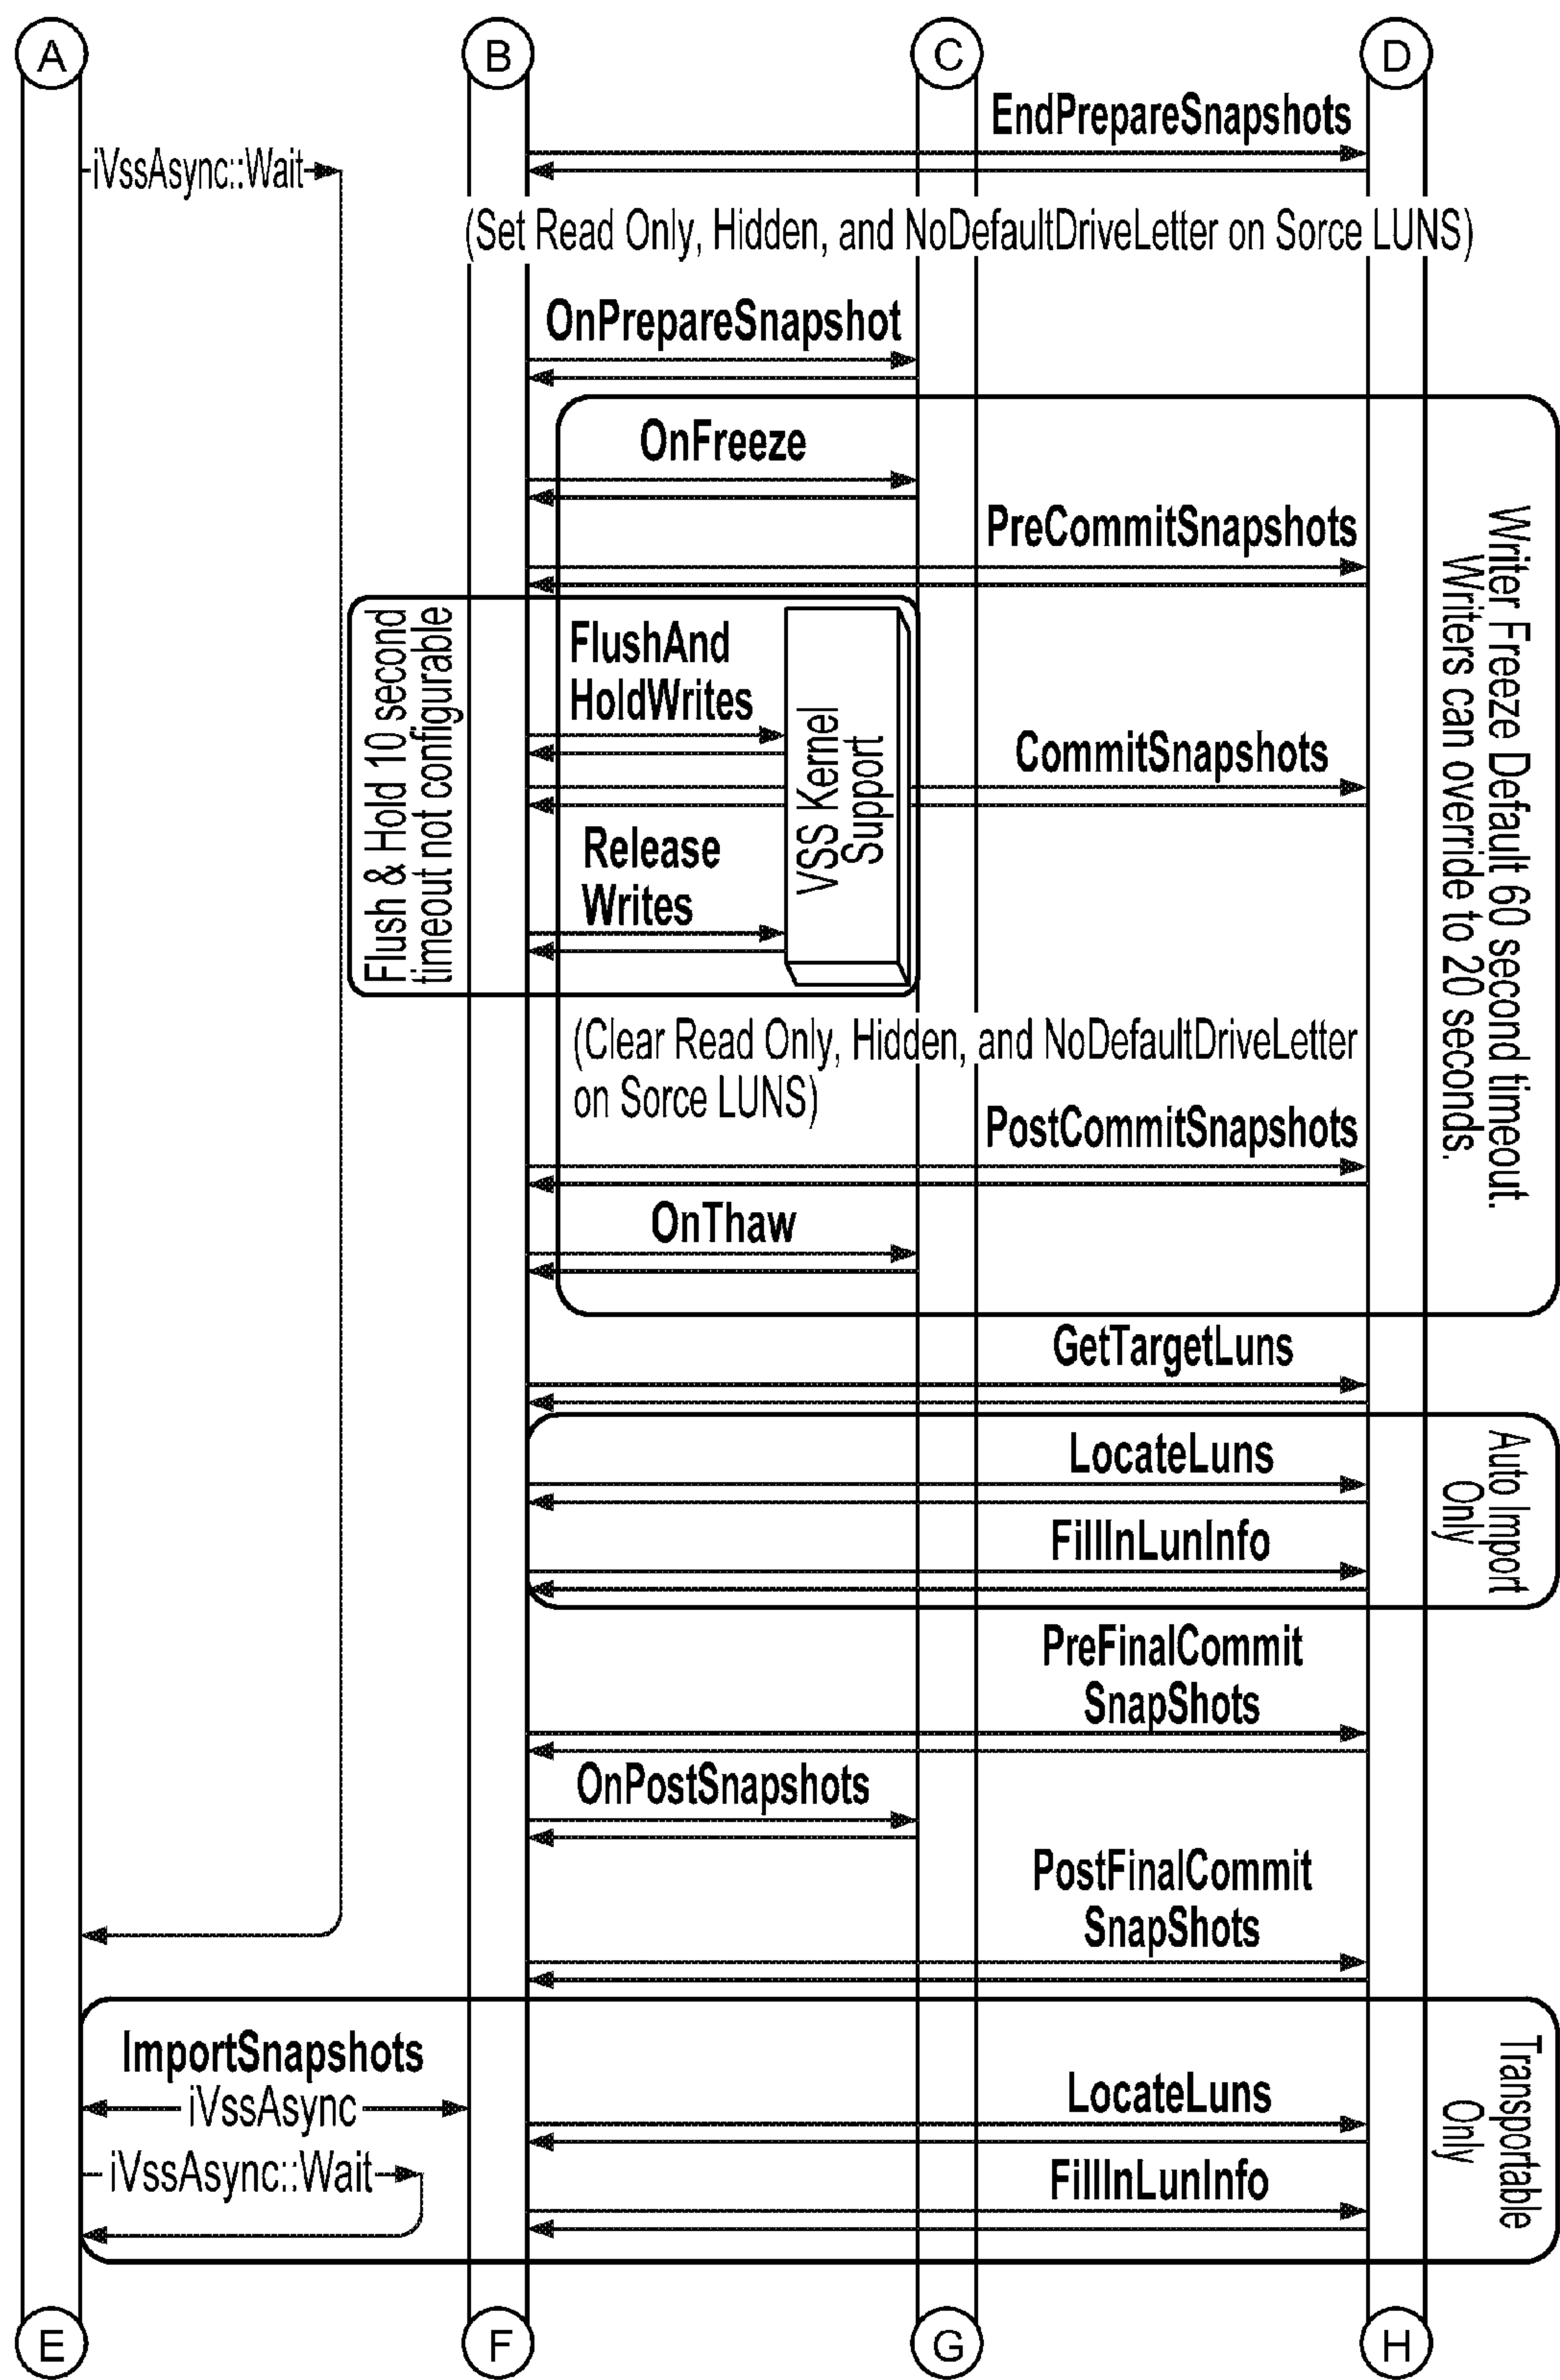 A
B
C
D
EndPrepareSnapshots
iVssAsync::Wait
(Set Read Only, Hidden, and NoDefaultDriveLetter on Sorce LUNS)
OnPrepareSnapshot
OnFreeze
PreCommitSnapshots
Writer Freeze Default 60 second timeout.
Writers can override to 20 seconds.
Flush & Hold 10 second
timeout not configurable
FlushAnd
HoldWrites
VSS Kernel
Support
CommitSnapshots
Release
Writes
(Clear Read Only, Hidden, and NoDefaultDriveLetter
on Sorce LUNS)
PostCommitSnapshots
OnThaw
GetTargetLuns
LocateLuns
Auto Import
Only
FillInLunInfo
PreFinalCommit
SnapShots
OnPostSnapshots
PostFinalCommit
SnapShots
ImportSnapshots
iVssAsync
LocateLuns
Transportable
Only
iVssAsync::Wait
FillInLunInfo
E
F
G
H